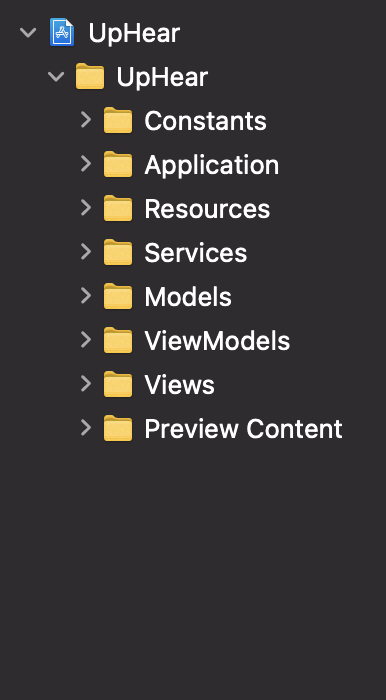 UpHear
UpHear
Constants
Application
Resources
Services
Models
ViewModels
Views
Preview Content